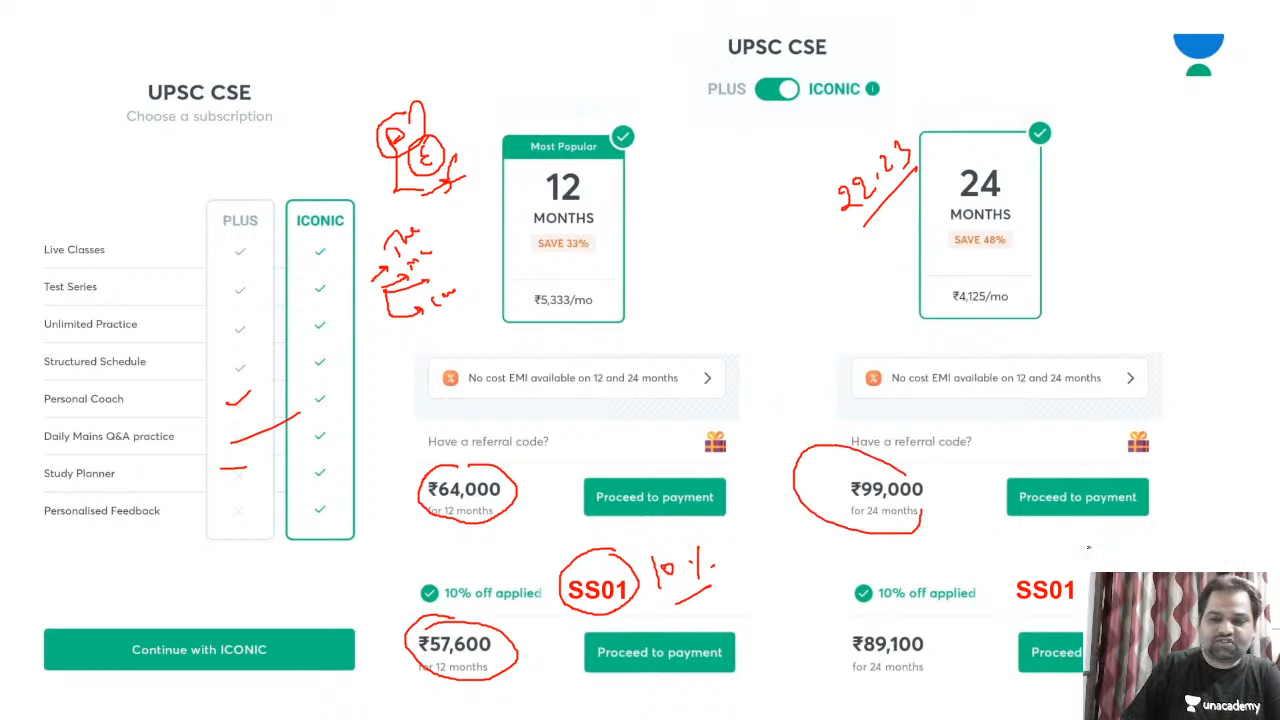 UPSC CSE
Choose a subscription
PLUS
ICONIC
Live Classes
Test Series
Unlimited Practice
Structured Schedule
Personal Coach
Daily Mains Q&A practice
Study Planner
Personalised Feedback
Continue with ICONIC
UPSC CSE
PLUS
ICONIC
Most Popular
12
MONTHS
SAVE 33%
₹5,333/mo
No cost EMI available on 12 and 24 months
Have a referral code?
₹64,000
for 12 months
Proceed to payment
10% off applied
SS01
10%
₹57,600
for 12 months
Proceed to payment
22,23
24
MONTHS
SAVE 48%
₹4,125/mo
No cost EMI available on 12 and 24 months
Have a referral code?
₹99,000
for 24 months
Proceed to payment
10% off applied
SS01
₹89,100
for 24 months
Proceed
unacademy